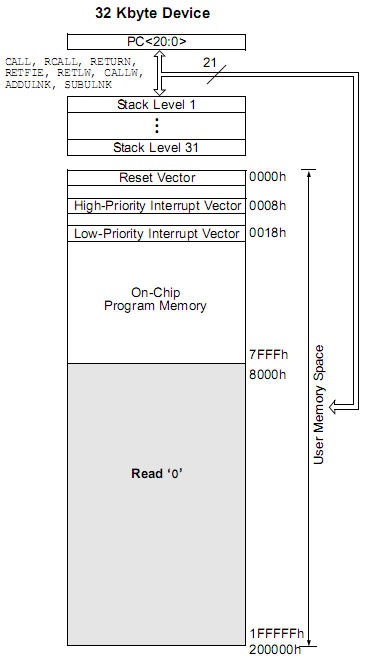 32 Kbyte Device
PC<20:0>
CALL, RCALL, RETURN,
RETFIE, RETLW, CALLW,
ADDULNK, SUBULNK
21
Stack Level 1
Stack Level 31
Reset Vector
0000h
High-Priority Interrupt Vector
0008h
Low-Priority Interrupt Vector
0018h
On-Chip
Program Memory
7FFFh
8000h
User Memory Space
Read ‘0’
1FFFFFh
200000h